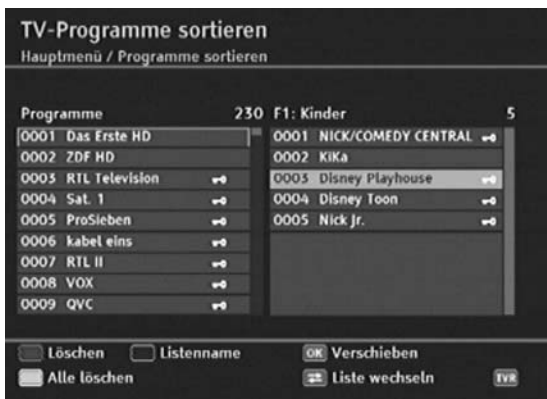 TV-Programme sortieren
Hauptmenü / Programme sortieren
Programme 230
0001 Das Erste HD
0002 ZDF HD
0003 RTL Television
0004 Sat. 1
0005 ProSieben
0006 kabel eins
0007 RTL II
0008 VOX
0009 QVC
F1: Kinder 5
0001 NICK/COMEDY CENTRAL
0002 KiKa
0003 Disney Playhouse
0004 Disney Toon
0005 Nick Jr.
Löschen Listenname OK Verschieben
Alle löschen Liste wechseln TVR